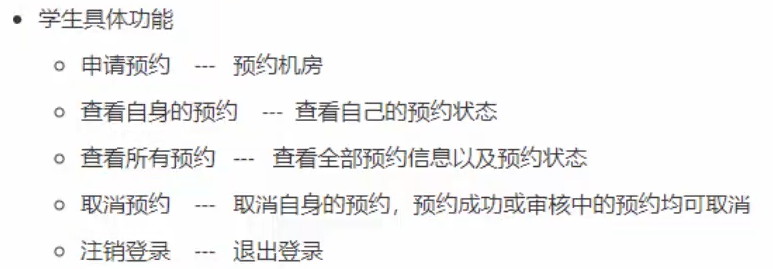 学生具体功能
申请预约 --- 预约机房
查看自身的预约 --- 查看自己的预约状态
查看所有预约 --- 查看全部预约信息以及预约状态
取消预约 --- 取消自身的预约，预约成功或审核中的预约均可取消
注销登录 --- 退出登录